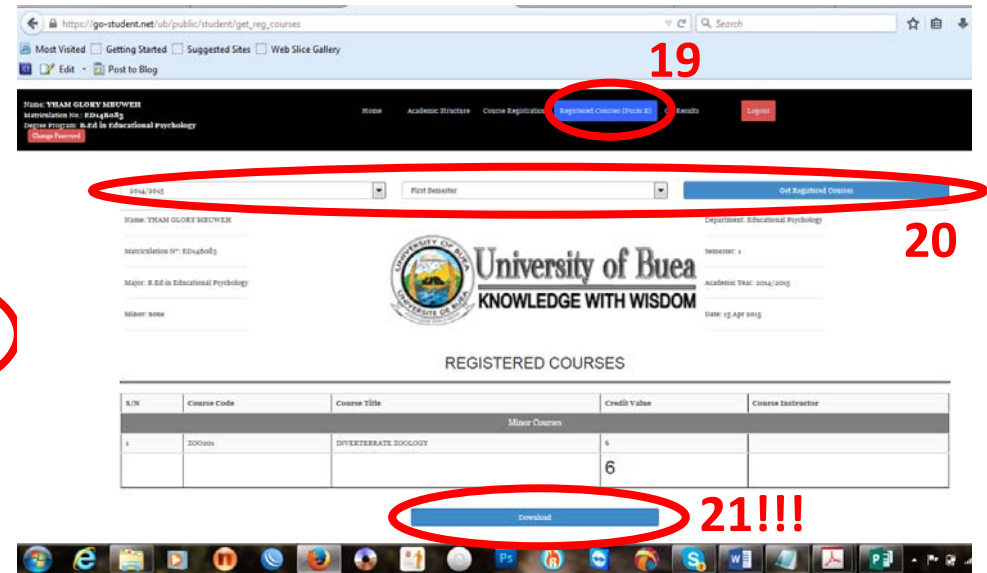 https://go-student.net/ub/public/student/get_reg_courses
Search
Most Visited Getting Started Suggested Sites Web Slice Gallery
Edit Post to Blog
19
Name: YHAM GLORY MBUWEH
Matriculation No.: ED14B083
Degree Program: B.Ed in Educational Psychology
Change Password
Home Academic Structure Course Registration Registered Courses (Form B) Results Logout
2014/2015 First Semester Get Registered Courses
20
Name: YHAM GLORY MBUWEH
Department: Educational Psychology
Matriculation N°: ED14B083
Semester: 1
Major: B.Ed in Educational Psychology
Academic Year: 2014/2015
Minor: none
Date: 15 Apr 2015
University of Buea
KNOWLEDGE WITH WISDOM
REGISTERED COURSES
S/N Course Code Course Title Credit Value Course Instructor
Minor Courses
1 ZOO201 INVERTEBRATE ZOOLOGY 6
6
Download
21!!!